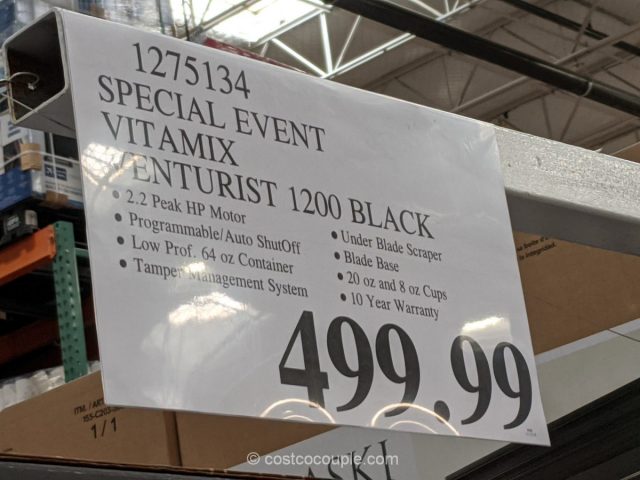 1275134
SPECIAL EVENT
VITAMIX
VENTURIST 1200 BLACK
• 2.2 Peak HP Motor
• Programmable/Auto ShutOff
• Low Prof. 64 oz Container
• Tamper Management System
• Under Blade Scraper
• Blade Base
• 20 oz and 8 oz Cups
• 10 Year Warranty
499.99
ITM. /ART.
1/1
© costcocouple.com